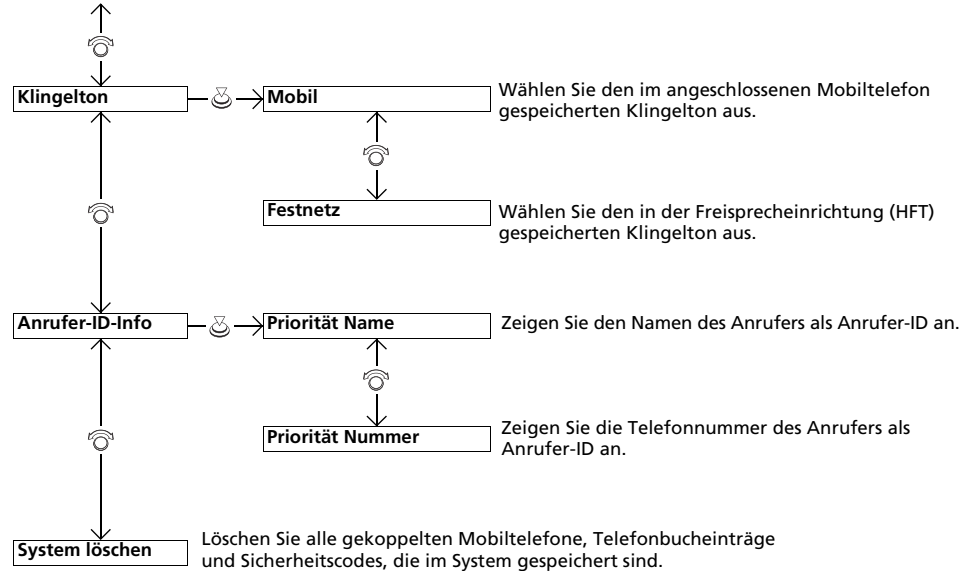 Klingelton
Mobil
Wählen Sie den im angeschlossenen Mobiltelefon
gespeicherten Klingelton aus.
Festnetz
Wählen Sie den in der Freisprecheinrichtung (HFT)
gespeicherten Klingelton aus.
Anrufer-ID-Info
Priorität Name
Zeigen Sie den Namen des Anrufers als Anrufer-ID an.
Priorität Nummer
Zeigen Sie die Telefonnummer des Anrufers als
Anrufer-ID an.
System löschen
Löschen Sie alle gekoppelten Mobiltelefone, Telefonbucheinträge
und Sicherheitscodes, die im System gespeichert sind.